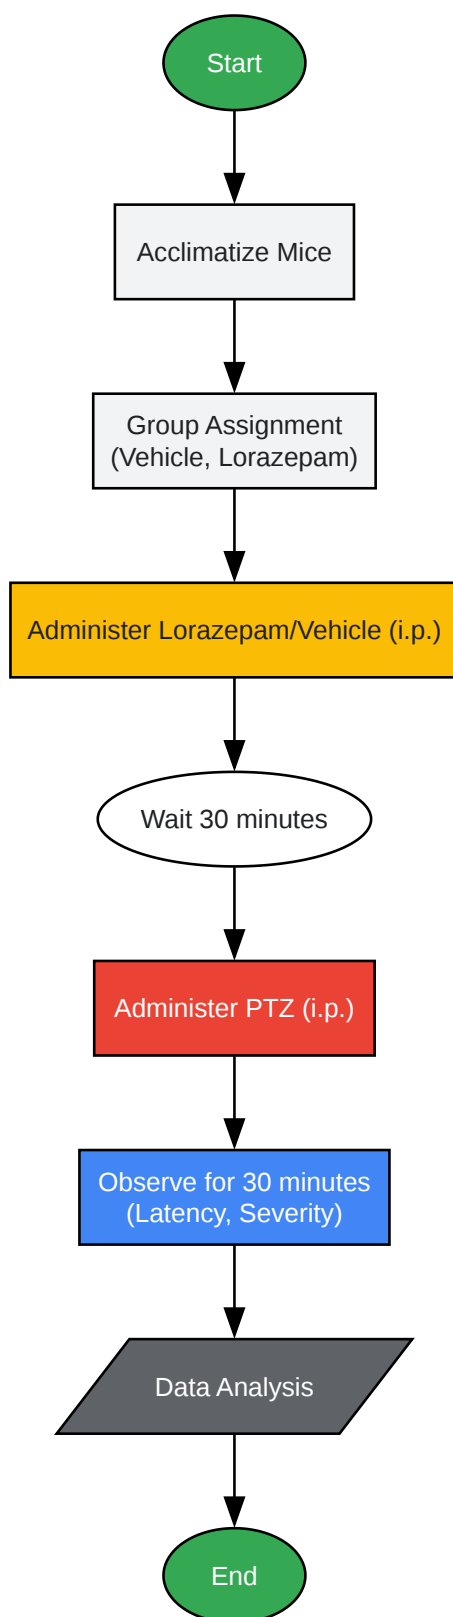 Start
Acclimatize Mice
Group Assignment
(Vehicle, Lorazepam)
Administer Lorazepam/Vehicle (i.p.)
Wait 30 minutes
Administer PTZ (i.p.)
Observe for 30 minutes
(Latency, Severity)
Data Analysis
End